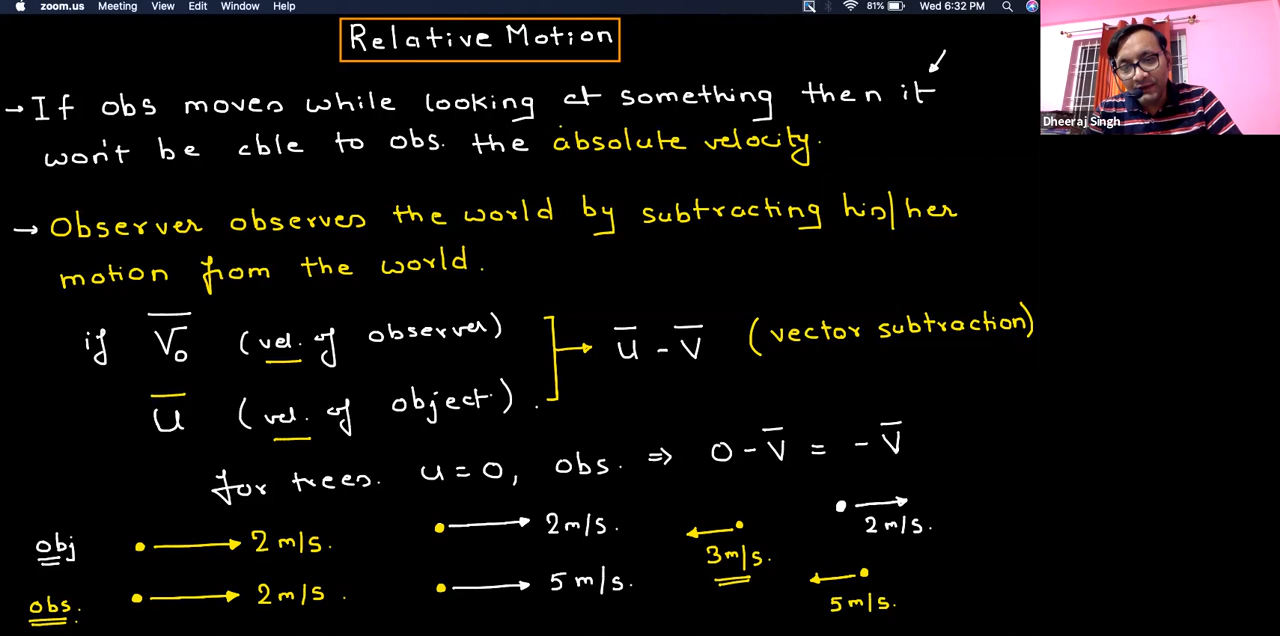 zoom.us Meeting View Edit Window Help 81% Wed 6:32 PM
Relative Motion
Dheeraj Singh
→ If obs moves while looking at something then it
won't be able to obs. the absolute velocity.
→ Observer observes the world by subtracting his/her
motion from the world.
if V̅₀ (vel. of observer)
u̅ - V̅ (vector subtraction)
u̅ (vel. of object).
for trees. u = 0, obs. ⇒ 0 - V̅ = - V̅
obj 2 m/s. 2 m/s. 3 m/s. 2 m/s.
obs. 2 m/s. 5 m/s. 5 m/s.